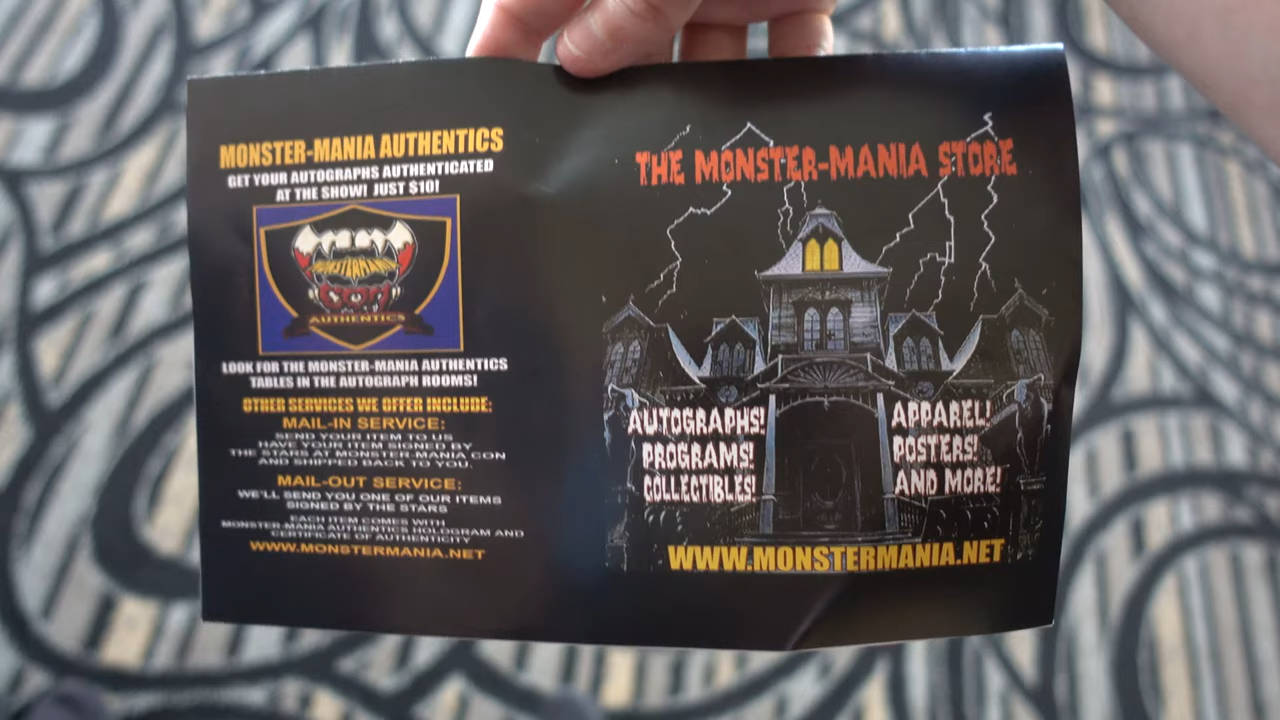 MONSTER-MANIA AUTHENTICS
GET YOUR AUTOGRAPHS AUTHENTICATED
AT THE SHOW! JUST $10!
MONSTERMANIA
CON
AUTHENTICS
LOOK FOR THE MONSTER-MANIA AUTHENTICS
TABLES IN THE AUTOGRAPH ROOMS!
OTHER SERVICES WE OFFER INCLUDE:
MAIL-IN SERVICE:
SEND YOUR ITEM TO US
HAVE YOUR ITEM SIGNED BY
THE STARS AT MONSTER-MANIA CON
AND SHIPPED BACK TO YOU.
MAIL-OUT SERVICE:
WE'LL SEND YOU ONE OF OUR ITEMS
SIGNED BY THE STARS
EACH ITEM COMES WITH
MONSTER-MANIA AUTHENTICS HOLOGRAM AND
CERTIFICATE OF AUTHENTICITY
WWW.MONSTERMANIA.NET
THE MONSTER-MANIA STORE
AUTOGRAPHS!
PROGRAMS!
COLLECTIBLES!
APPAREL!
POSTERS!
AND MORE!
WWW.MONSTERMANIA.NET